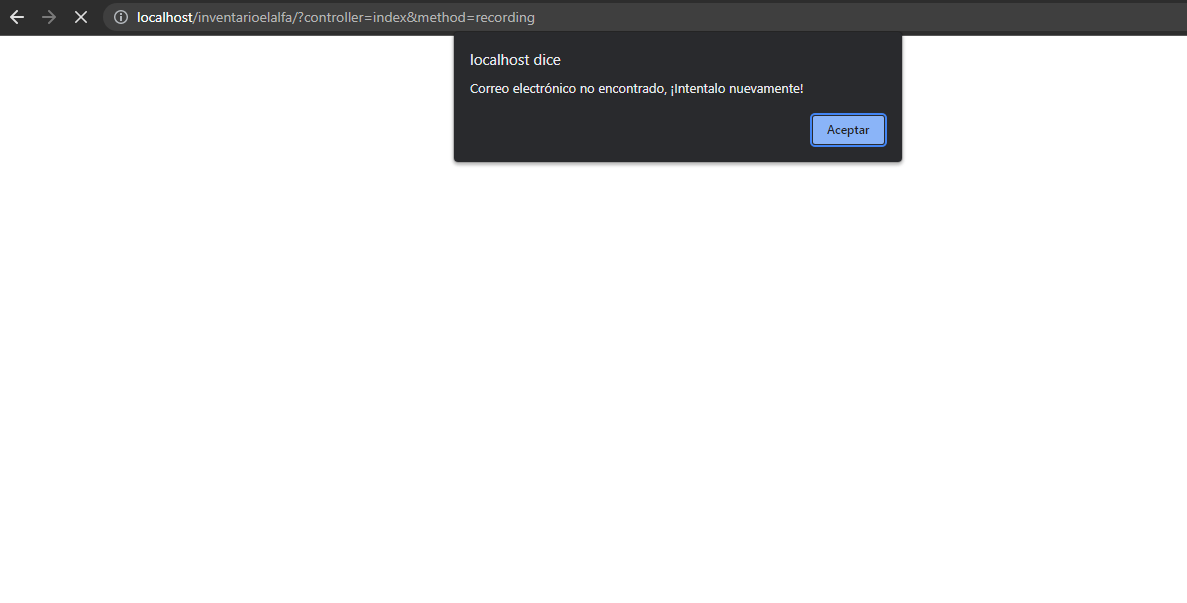 localhost/inventarioelalfa/?controller=index&method=recording
localhost dice
Correo electrónico no encontrado, ¡Intentalo nuevamente!
Aceptar